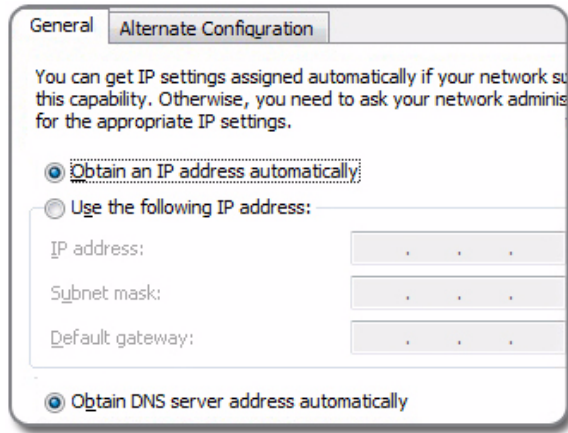 General
Alternate Configuration
You can get IP settings assigned automatically if your network su
this capability. Otherwise, you need to ask your network adminis
for the appropriate IP settings.
Obtain an IP address automatically
Use the following IP address:
IP address:
Subnet mask:
Default gateway:
Obtain DNS server address automatically